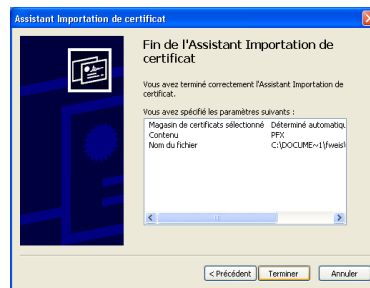 Assistant Importation de certificat
Fin de l'Assistant Importation de
certificat
Vous avez terminé correctement l'Assistant Importation de
certificat.
Vous avez spécifié les paramètres suivants :
Magasin de certificats sélectionné Déterminé automatiqu
Contenu PFX
Nom du fichier C:\DOCUME~1\fweis\
< Précédent Terminer Annuler